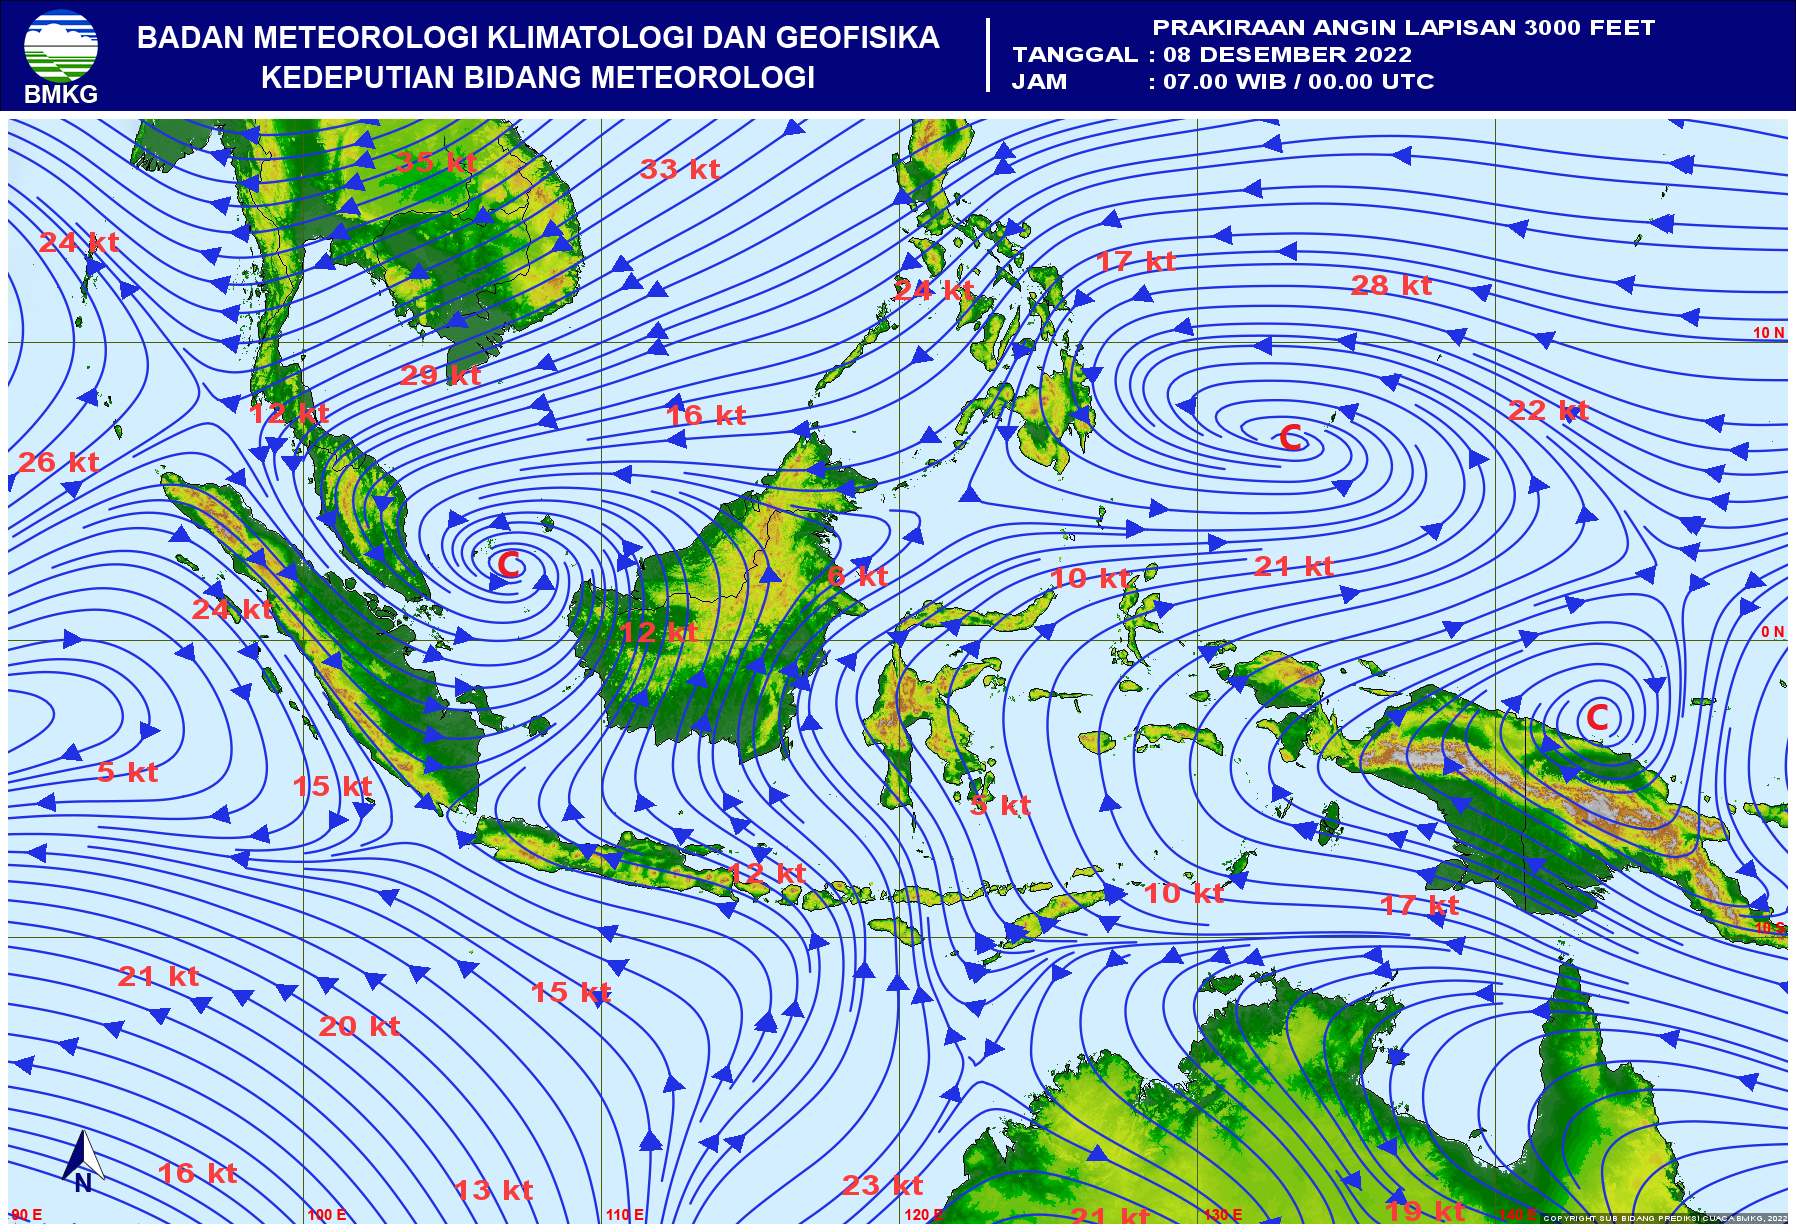 BADAN METEOROLOGI KLIMATOLOGI DAN GEOFISIKA
KEDEPUTIAN BIDANG METEOROLOGI
BMKG
PRAKIRAAN ANGIN LAPISAN 3000 FEET
TANGGAL : 08 DESEMBER 2022
JAM : 07.00 WIB / 00.00 UTC
35 kt
33 kt
24 kt
17 kt
24 kt
28 kt
10 N
29 kt
12 kt
16 kt
22 kt
C
26 kt
C
6 kt
10 kt
21 kt
24 kt
12 kt
0 N
C
5 kt
15 kt
5 kt
12 kt
10 kt
17 kt
10 S
21 kt
15 kt
20 kt
16 kt
N
13 kt
23 kt
21 kt
19 kt
90 E
100 E
110 E
120 E
130 E
140 E
COPYRIGHT SUB BIDANG PREDIKSI CUACA BMKG, 2022